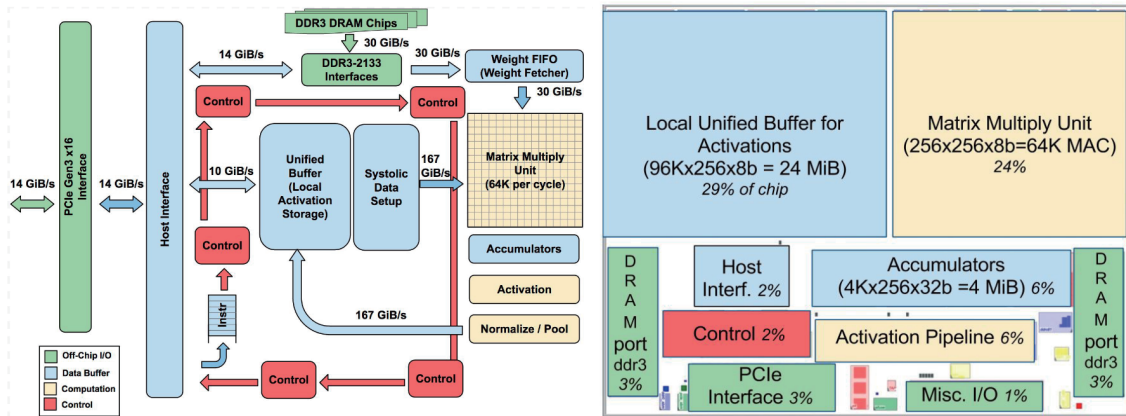 DDR3 DRAM Chips
30 GiB/s
14 GiB/s
DDR3-2133
Interfaces
30 GiB/s
Weight FIFO
(Weight Fetcher)
30 GiB/s
Control
Control
PCIe Gen3 x16
Interface
Host Interface
14 GiB/s
14 GiB/s
10 GiB/s
Unified
Buffer
(Local
Activation
Storage)
Systolic
Data
Setup
167
GiB/s
Matrix Multiply
Unit
(64K per cycle)
Control
Accumulators
Activation
Instr
167 GiB/s
Normalize / Pool
Off-Chip I/O
Data Buffer
Computation
Control
Control
Control
Local Unified Buffer for
Activations
(96Kx256x8b = 24 MiB)
29% of chip
Matrix Multiply Unit
(256x256x8b=64K MAC)
24%
D
R
A
M
port
ddr3
3%
Host
Interf. 2%
Accumulators
(4Kx256x32b =4 MiB) 6%
Control 2%
Activation Pipeline 6%
PCIe
Interface 3%
Misc. I/O 1%
D
R
A
M
port
ddr3
3%